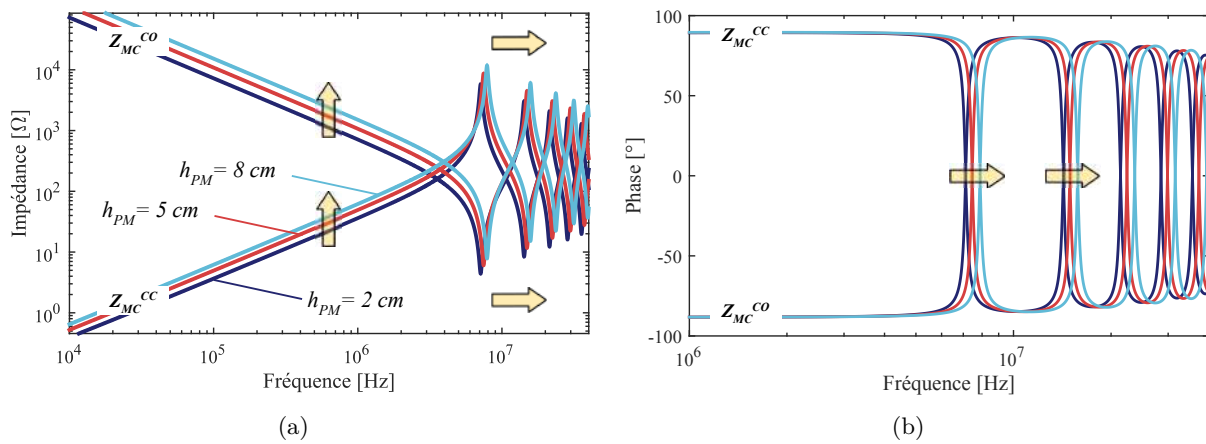 Impédance [Ω]
10^4
10^3
10^2
10^1
10^0
Z_MC^CO
h_PM= 8 cm
h_PM= 5 cm
h_PM= 2 cm
Z_MC^CC
10^4
10^5
10^6
10^7
Fréquence [Hz]
(a)
Phase [°]
100
50
0
-50
-100
Z_MC^CC
Z_MC^CO
10^6
10^7
Fréquence [Hz]
(b)